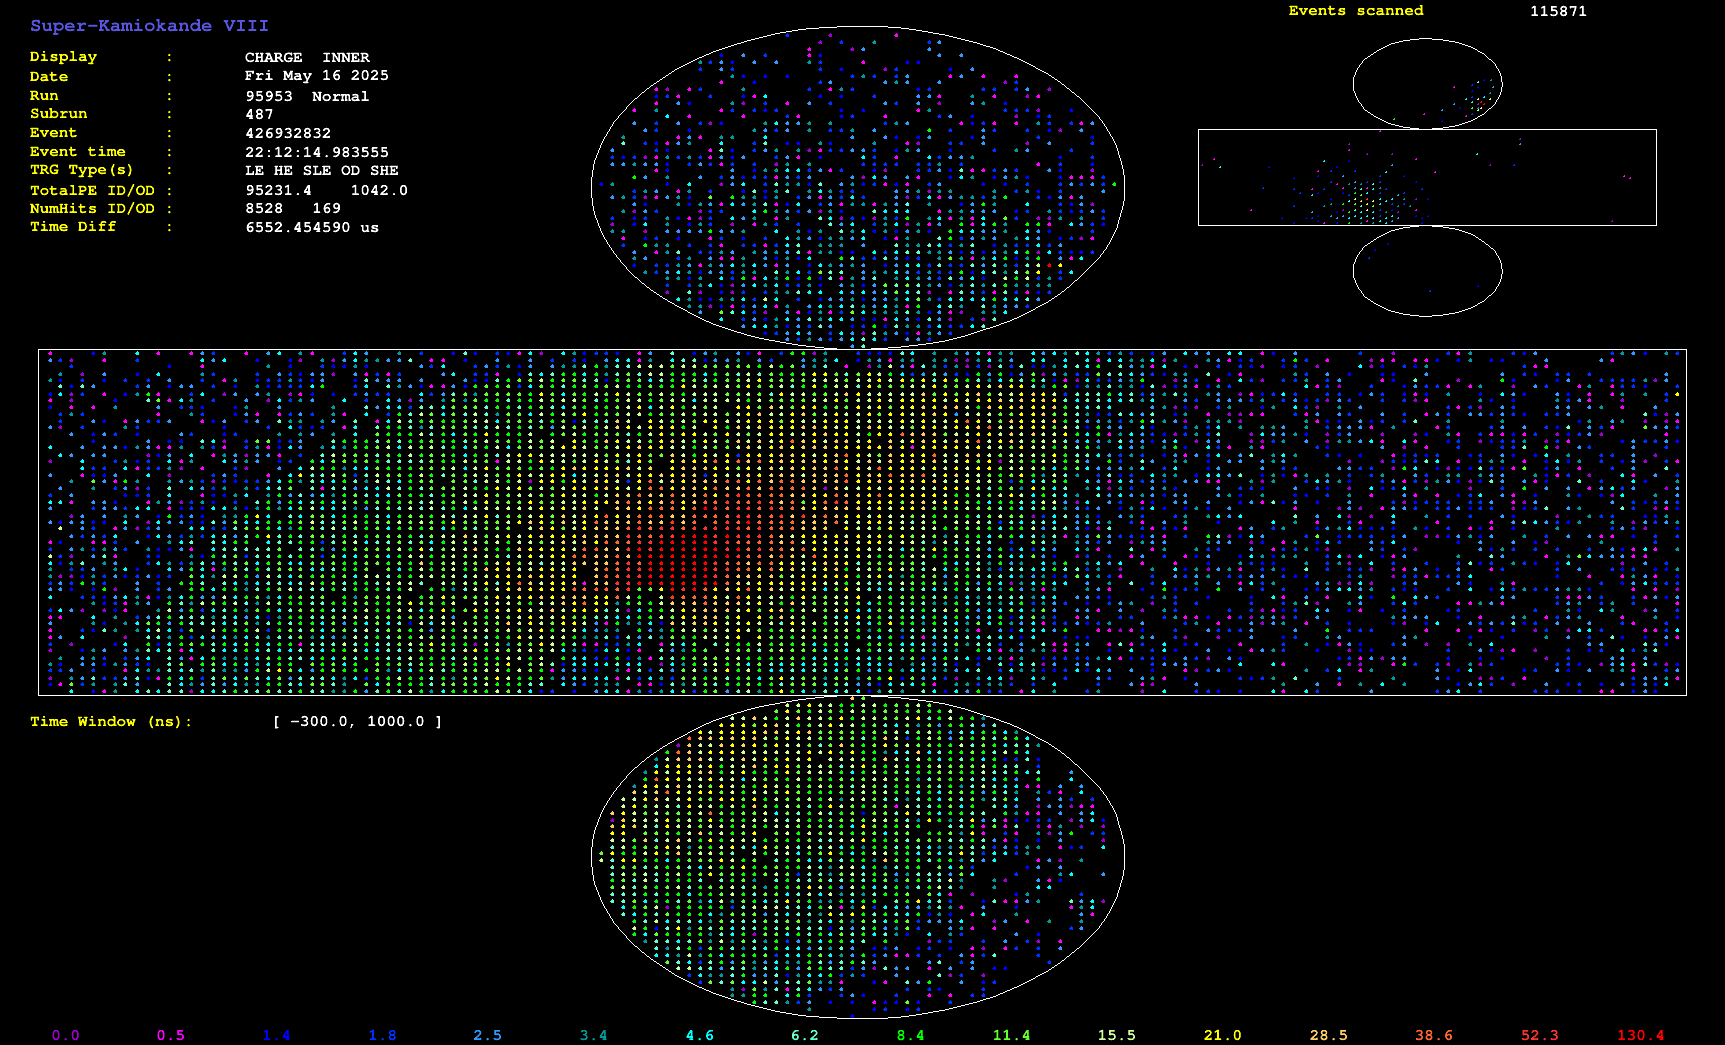 Super-Kamiokande VIII
Events scanned 115871
Display : CHARGE INNER
Date : Fri May 16 2025
Run : 95953 Normal
Subrun : 487
Event : 426932832
Event time : 22:12:14.983555
TRG Type(s) : LE HE SLE OD SHE
TotalPE ID/OD : 95231.4 1042.0
NumHits ID/OD : 8528 169
Time Diff : 6552.454590 us
Time Window (ns): [ -300.0, 1000.0 ]
0.0 0.5 1.4 1.8 2.5 3.4 4.6 6.2 8.4 11.4 15.5 21.0 28.5 38.6 52.3 130.4